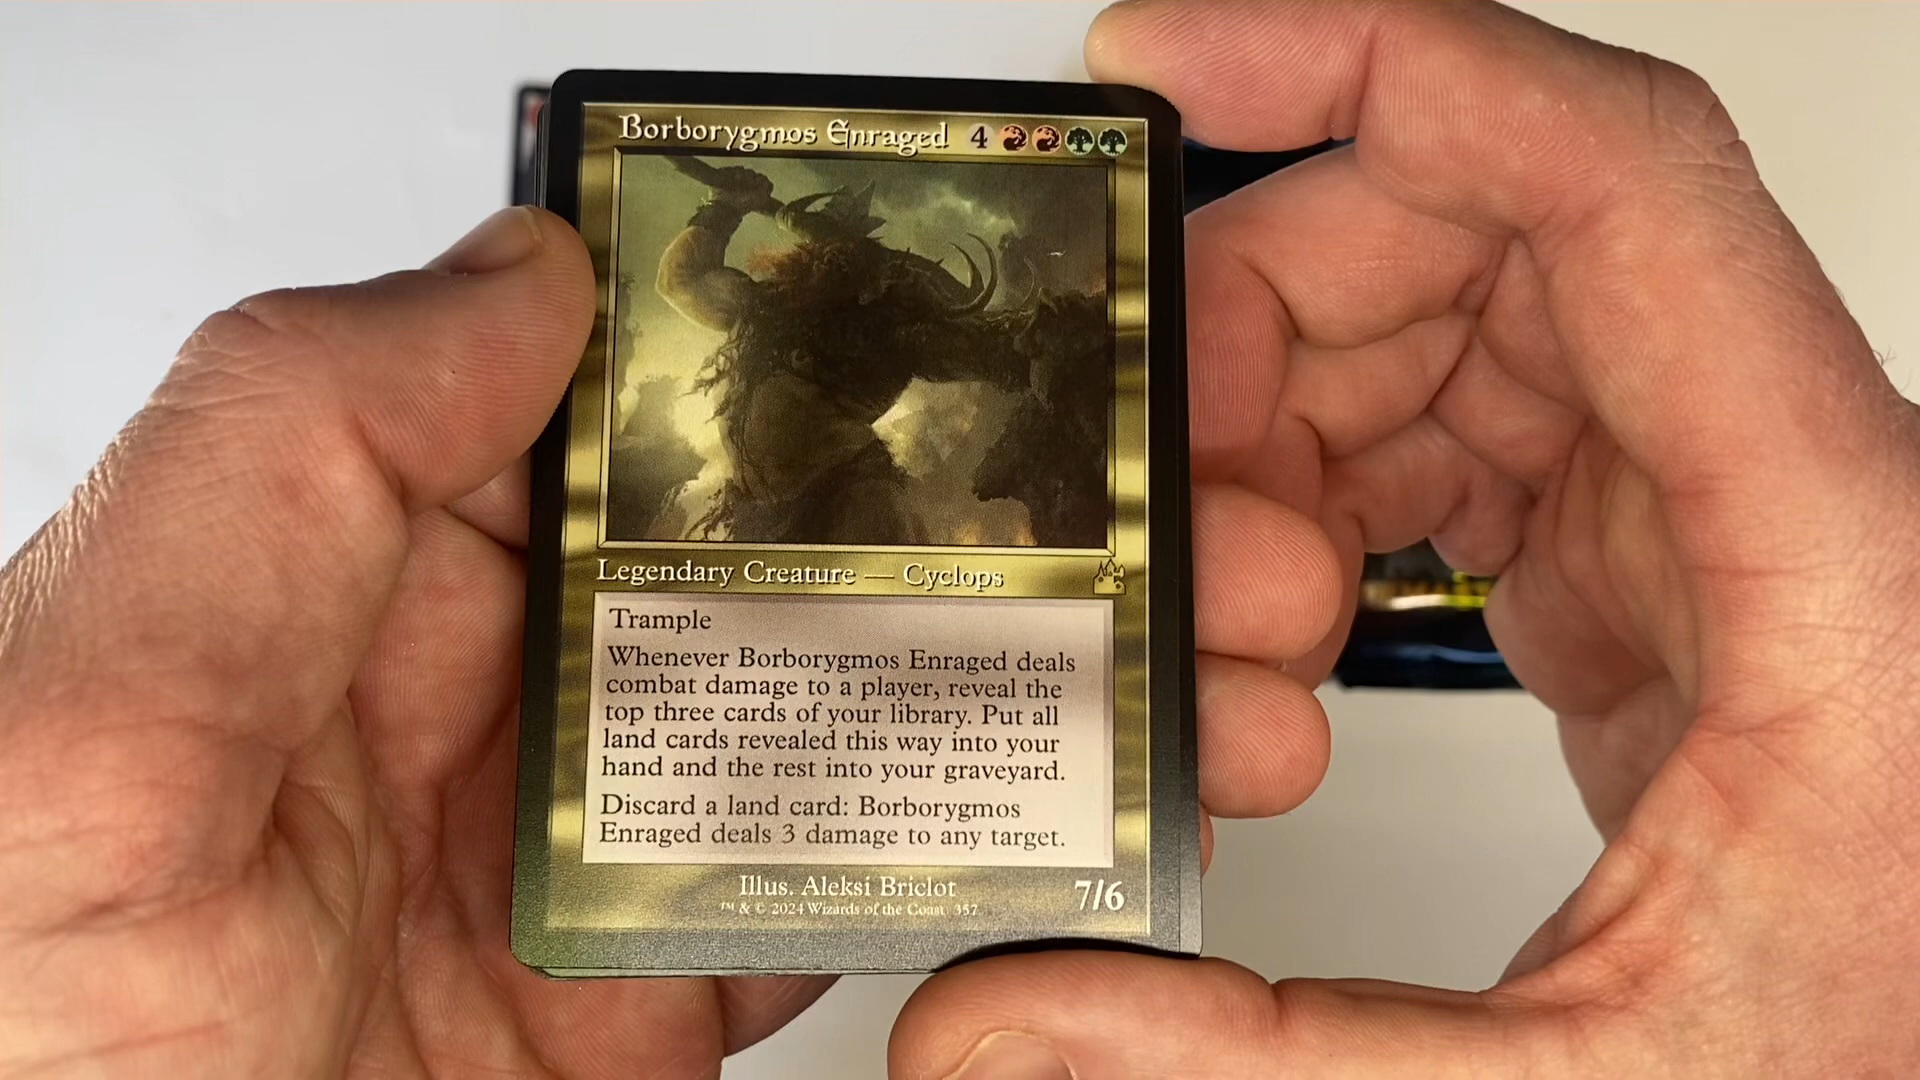 Borborygmos Enraged 4
Legendary Creature — Cyclops
Trample
Whenever Borborygmos Enraged deals
combat damage to a player, reveal the
top three cards of your library. Put all
land cards revealed this way into your
hand and the rest into your graveyard.
Discard a land card: Borborygmos
Enraged deals 3 damage to any target.
Illus. Aleksi Briclot
7/6
™ & © 2024 Wizards of the Coast 357